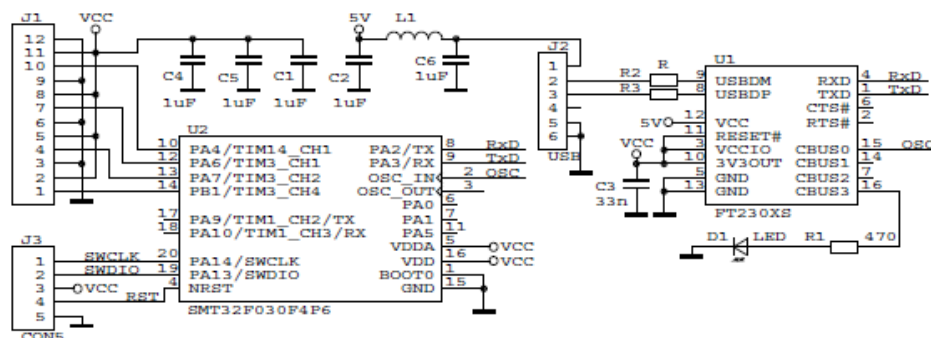 J1
VCC
12
11
10
9
8
7
6
5
4
3
2
1
C4
1uF
C5
1uF
C1
1uF
5V
L1
C2
1uF
C6
1uF
J2
1
2
3
4
5
6
USB
R2
R
R3
U1
9 USBDM
8 USBDP
12 VCC
11 RESET#
3 VCCIO
10 3V3OUT
5 GND
13 GND
RXD 4 RxD
TXD 1 TxD
CTS# 6
RTS# 2
CBUS0 15 OSC
CBUS1 14
CBUS2 7
CBUS3 16
FT230XS
5V
VCC
C3
33n
D1
LED
R1
470
U2
10 PA4/TIM14_CH1
12 PA6/TIM3_CH1
13 PA7/TIM3_CH2
14 PB1/TIM3_CH4
17 PA9/TIM1_CH2/TX
18 PA10/TIM1_CH3/RX
20 PA14/SWCLK
19 PA13/SWDIO
4 NRST
PA2/TX 8 RxD
PA3/RX 9 TxD
OSC_IN 2 OSC
OSC_OUT 3
PA0 6
PA1 7
PA5 11
VDDA 5 VCC
VDD 16 VCC
BOOT0 1
GND 15
SMT32F030F4P6
J3
1 SWCLK
2 SWDIO
3 VCC
4 RST
5
CON5